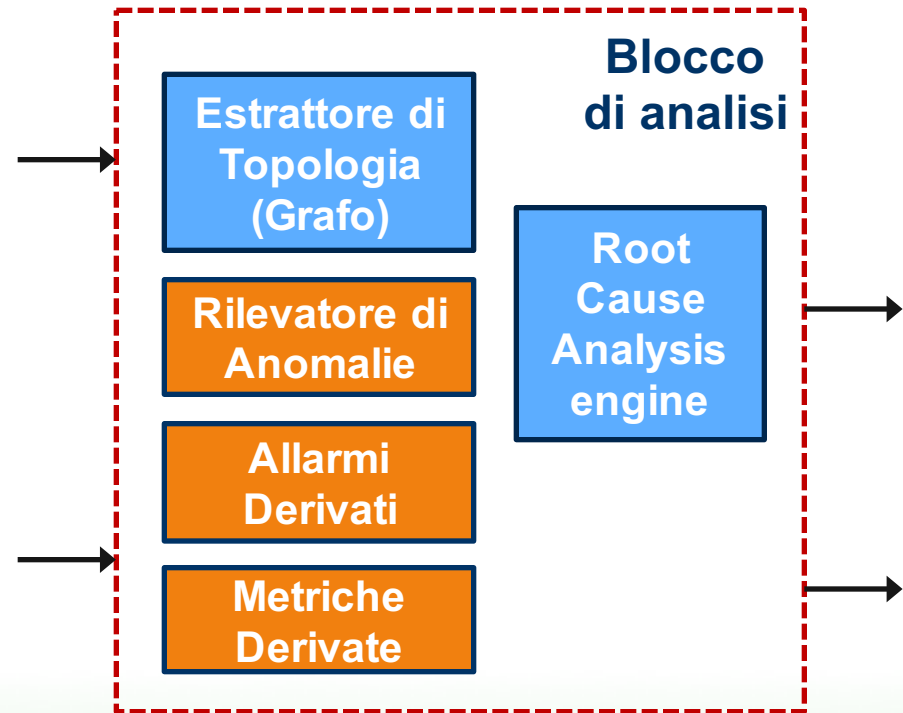 Blocco
di analisi
Estrattore di
Topologia
(Grafo)
Rilevatore di
Anomalie
Allarmi
Derivati
Metriche
Derivate
Root
Cause
Analysis
engine